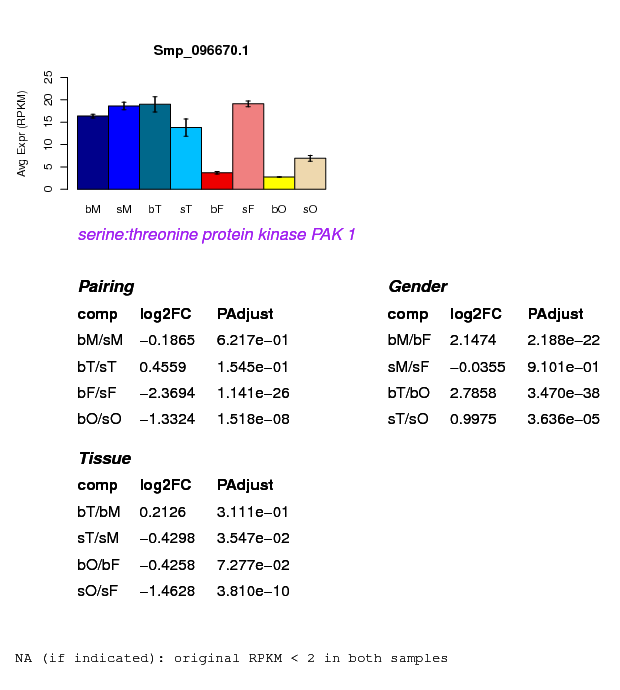 Smp_096670.1
Avg Expr (RPKM)
0 5 10 15 20 25
bM sM bT sT bF sF bO sO
serine:threonine protein kinase PAK 1
Pairing
comp log2FC PAdjust
bM/sM −0.1865 6.217e−01
bT/sT 0.4559 1.545e−01
bF/sF −2.3694 1.141e−26
bO/sO −1.3324 1.518e−08
Gender
comp log2FC PAdjust
bM/bF 2.1474 2.188e−22
sM/sF −0.0355 9.101e−01
bT/bO 2.7858 3.470e−38
sT/sO 0.9975 3.636e−05
Tissue
comp log2FC PAdjust
bT/bM 0.2126 3.111e−01
sT/sM −0.4298 3.547e−02
bO/bF −0.4258 7.277e−02
sO/sF −1.4628 3.810e−10
NA (if indicated): original RPKM < 2 in both samples